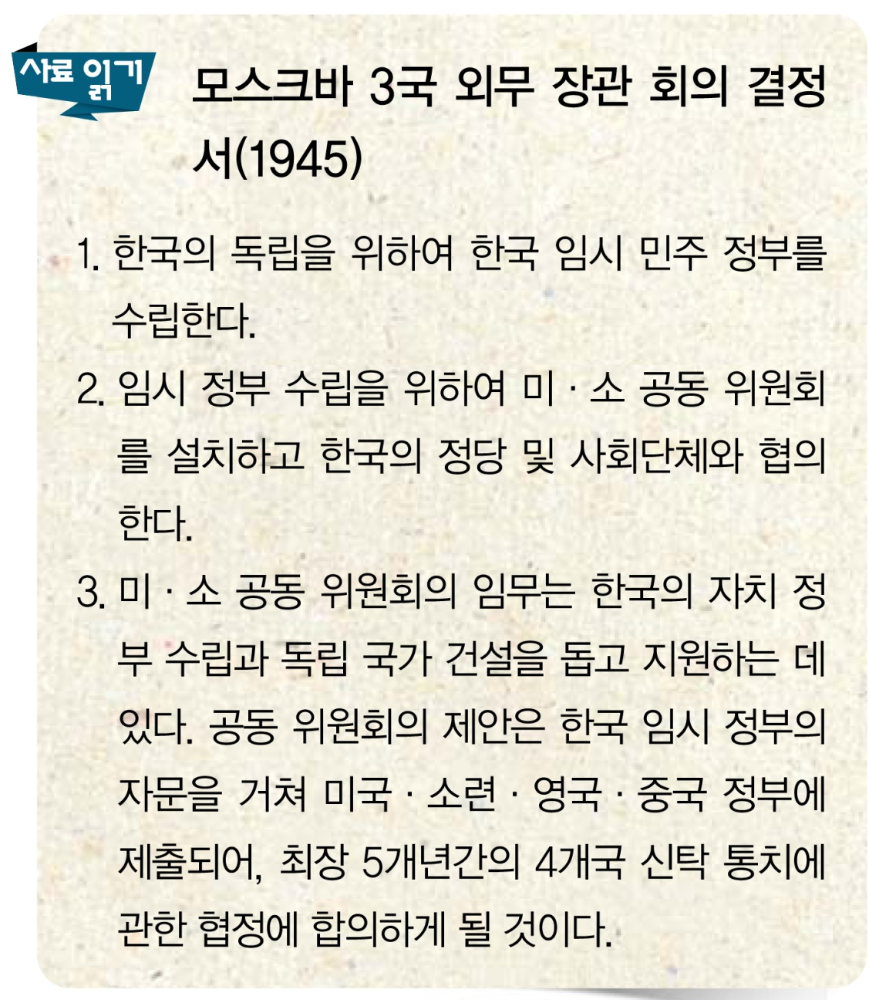 사료 읽기
모스크바 3국 외무 장관 회의 결정
서(1945)
1. 한국의 독립을 위하여 한국 임시 민주 정부를
수립한다.
2. 임시 정부 수립을 위하여 미·소 공동 위원회
를 설치하고 한국의 정당 및 사회단체와 협의
한다.
3. 미·소 공동 위원회의 임무는 한국의 자치 정
부 수립과 독립 국가 건설을 돕고 지원하는 데
있다. 공동 위원회의 제안은 한국 임시 정부의
자문을 거쳐 미국·소련·영국·중국 정부에
제출되어, 최장 5개년간의 4개국 신탁 통치에
관한 협정에 합의하게 될 것이다.